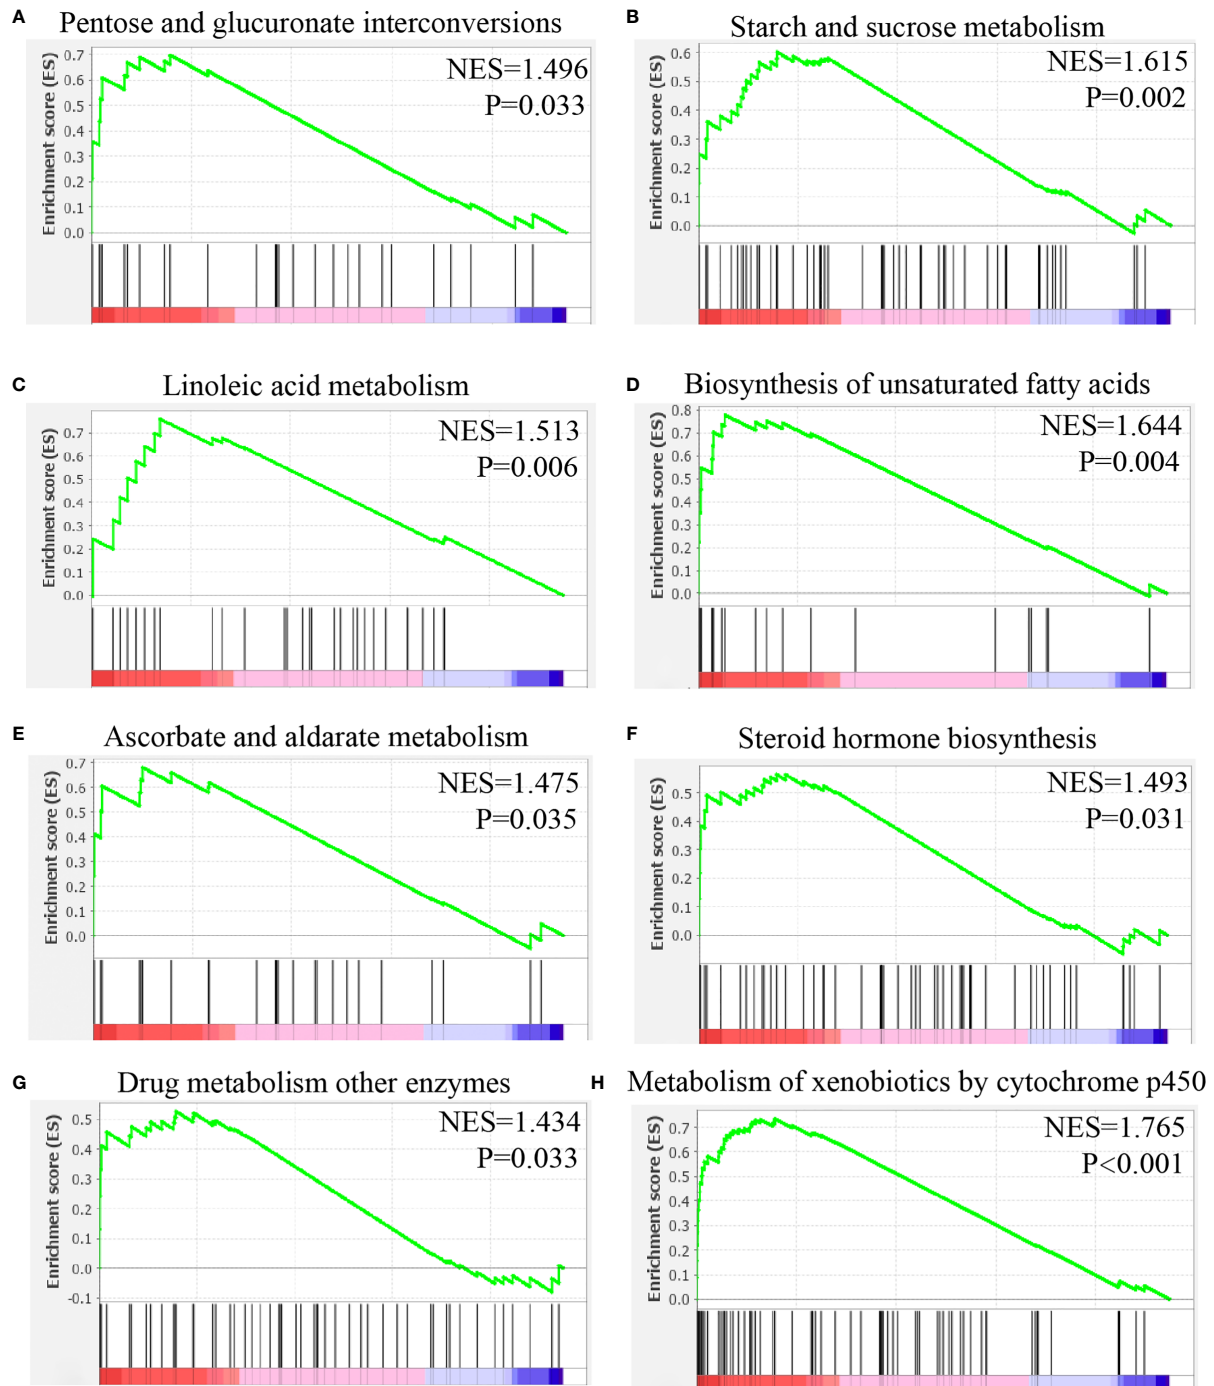 A Pentose and glucuronate interconversions
Enrichment score (ES)
0.7
0.6
0.5
0.4
0.3
0.2
0.1
0.0
NES=1.496
P=0.033
B Starch and sucrose metabolism
Enrichment score (ES)
0.6
0.5
0.4
0.3
0.2
0.1
0.0
NES=1.615
P=0.002
C Linoleic acid metabolism
Enrichment score (ES)
0.7
0.6
0.5
0.4
0.3
0.2
0.1
0.0
NES=1.513
P=0.006
D Biosynthesis of unsaturated fatty acids
Enrichment score (ES)
0.8
0.7
0.6
0.5
0.4
0.3
0.2
0.1
0.0
NES=1.644
P=0.004
E Ascorbate and aldarate metabolism
Enrichment score (ES)
0.7
0.6
0.5
0.4
0.3
0.2
0.1
0.0
NES=1.475
P=0.035
F Steroid hormone biosynthesis
Enrichment score (ES)
0.5
0.4
0.3
0.2
0.1
0.0
NES=1.493
P=0.031
G Drug metabolism other enzymes
Enrichment score (ES)
0.5
0.4
0.3
0.2
0.1
0.0
-0.1
NES=1.434
P=0.033
H Metabolism of xenobiotics by cytochrome p450
Enrichment score (ES)
0.7
0.6
0.5
0.4
0.3
0.2
0.1
0.0
NES=1.765
P<0.001